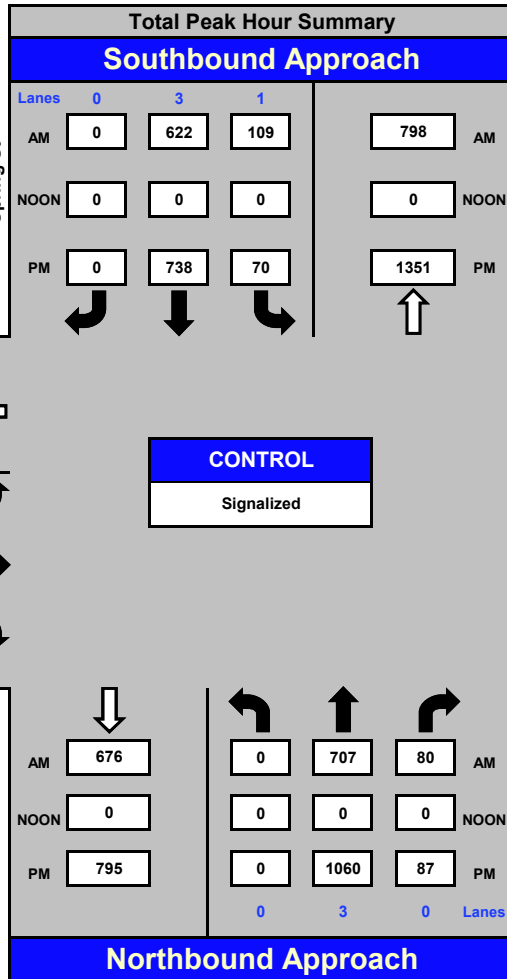 Total Peak Hour Summary
Southbound Approach
Lanes 0 3 1
AM 0 622 109 798 AM
NOON 0 0 0 0 NOON
PM 0 738 70 1351 PM
CONTROL
Signalized
AM 676 0 707 80 AM
NOON 0 0 0 0 NOON
PM 795 0 1060 87 PM
0 3 0 Lanes
Northbound Approach